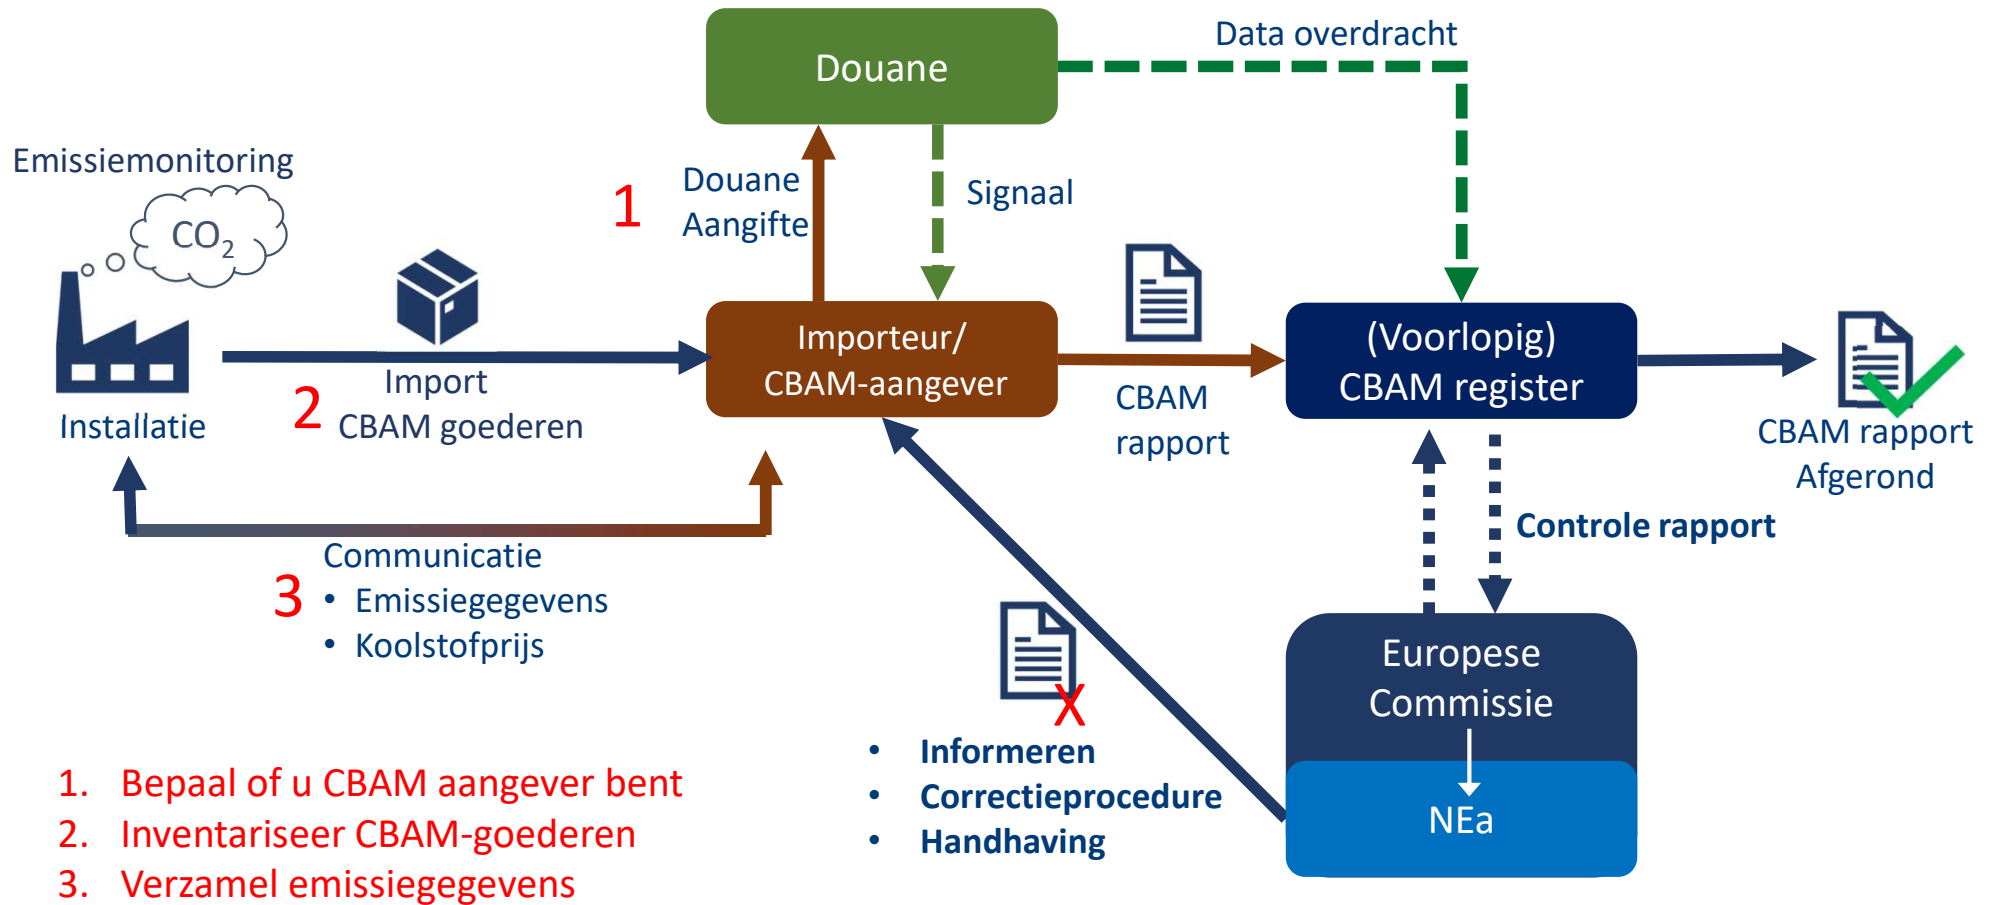 Data overdracht
Douane
Emissiemonitoring
CO2
1
Douane
Aangifte
Signaal
Importeur/
CBAM-aangever
(Voorlopig)
CBAM register
Import
CBAM goederen
2
Installatie
CBAM
rapport
CBAM rapport
Afgerond
Controle rapport
Communicatie
• Emissiegegevens
• Koolstofprijs
3
X
Europese
Commissie
NEa
• Informeren
• Correctieprocedure
• Handhaving
1. Bepaal of u CBAM aangever bent
2. Inventariseer CBAM-goederen
3. Verzamel emissiegegevens